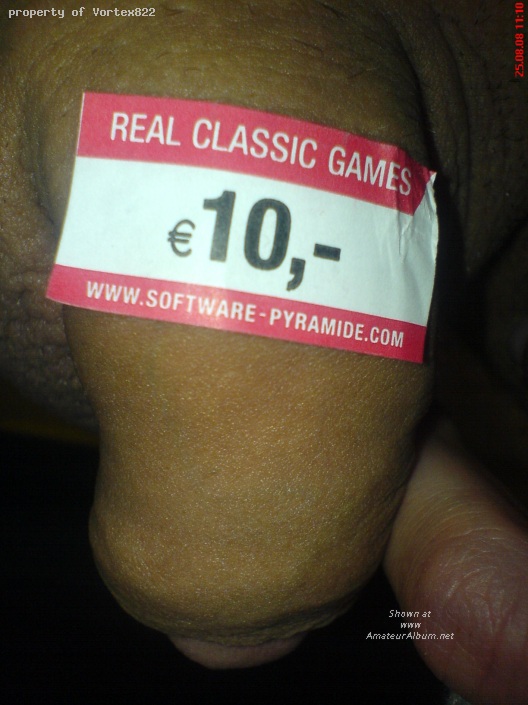 property of Vortex822
25.08.08 11:10
REAL CLASSIC GAMES
€10,-
WWW.SOFTWARE-PYRAMIDE.COM
Shown at
www
AmateurAlbum.net